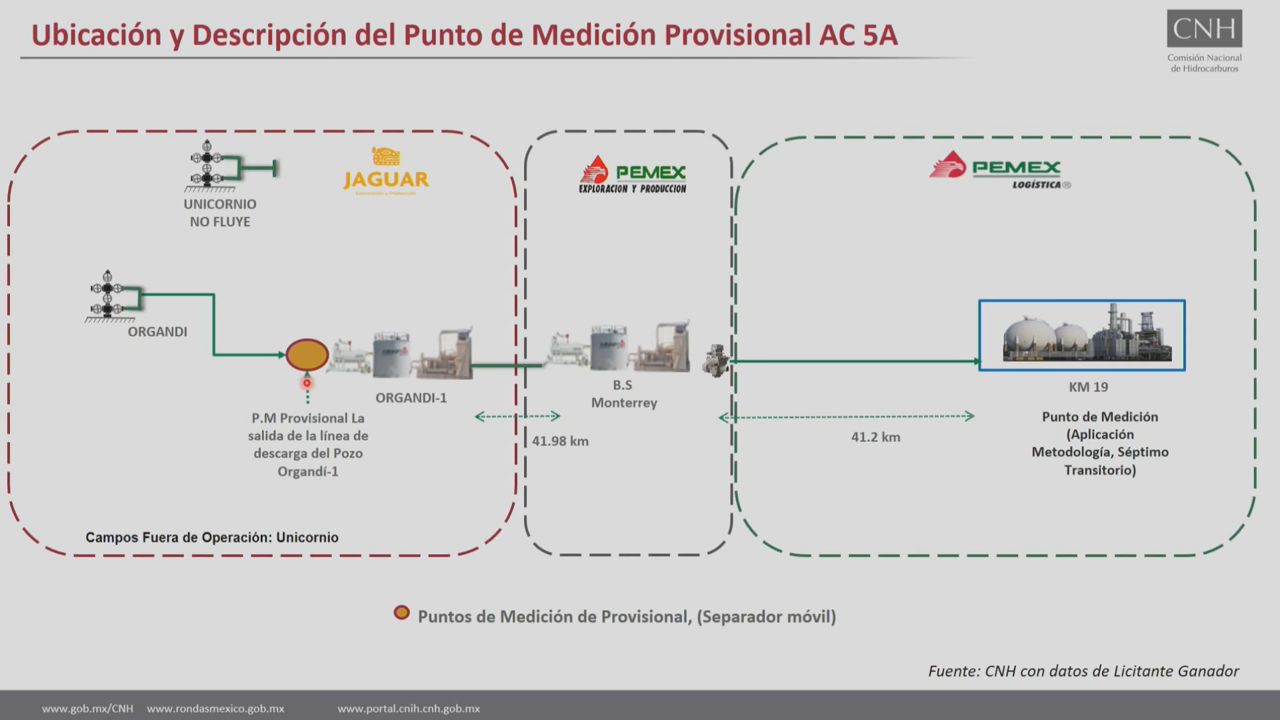 Ubicación y Descripción del Punto de Medición Provisional AC 5A
CNH
Comisión Nacional
de Hidrocarburos
JAGUAR
UNICORNIO
NO FLUYE
ORGANDI
ORGANDI-1
P.M Provisional La
salida de la línea de
descarga del Pozo
Organdí-1
Campos Fuera de Operación: Unicornio
PEMEX
EXPLORACION Y PRODUCCION
B.S
Monterrey
41.98 km
PEMEX
LOGÍSTICA®
41.2 km
KM 19
Punto de Medición
(Aplicación
Metodología, Séptimo
Transitorio)
Puntos de Medición de Provisional, (Separador móvil)
Fuente: CNH con datos de Licitante Ganador
www.gob.mx/CNH www.rondasmexico.gob.mx www.portal.cnih.cnh.gob.mx